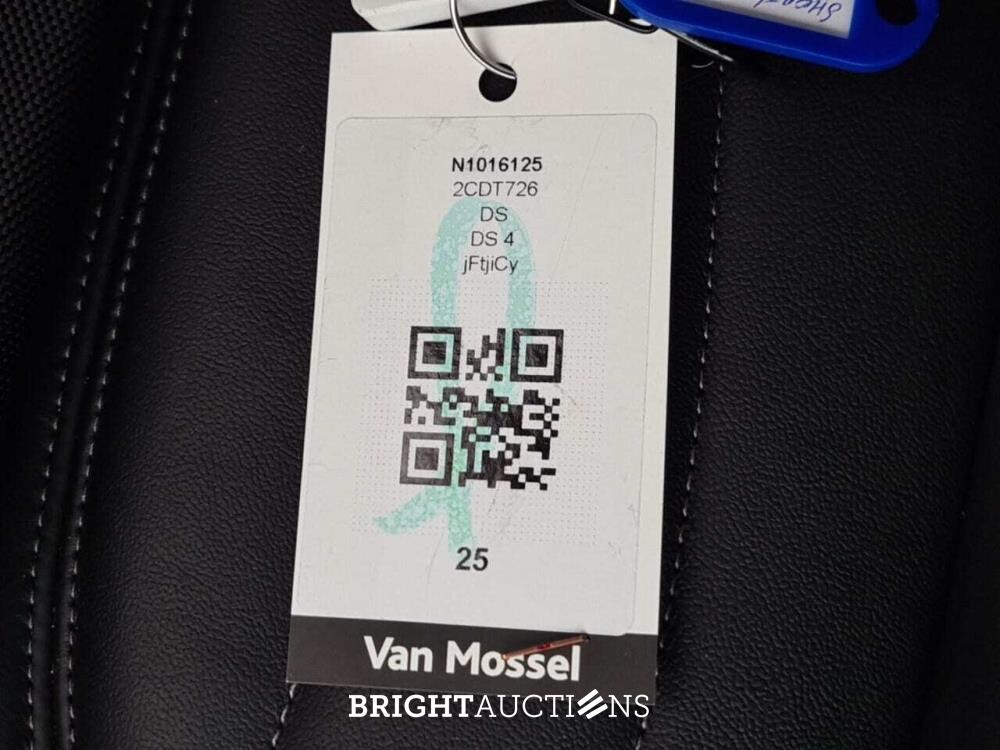 N1016125
2CDT726
DS
DS 4
jFtjiCy
25
Van Mossel
BRIGHTAUCTIONS